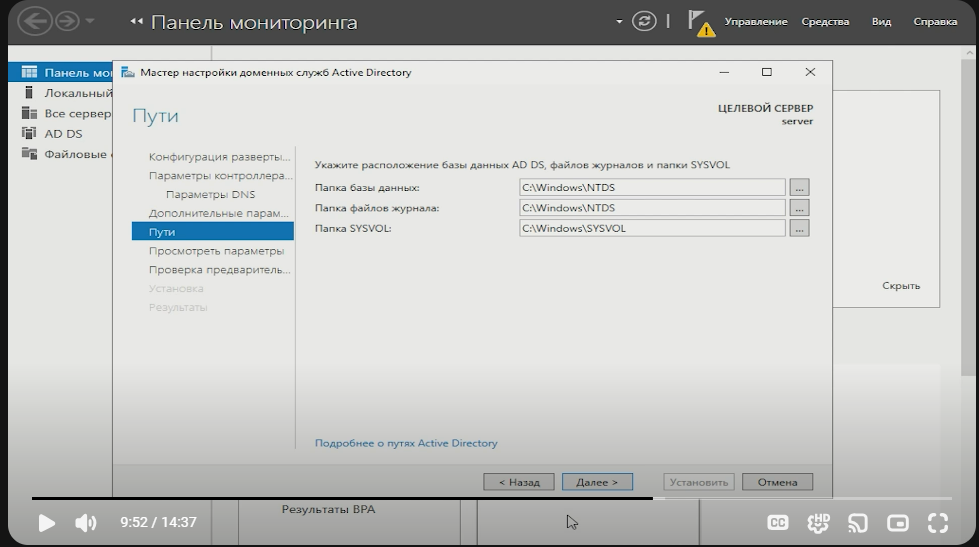 Панель мониторинга
Управление Средства Вид Справка
Мастер настройки доменных служб Active Directory
Панель мо
Локальный
Все сервер
AD DS
Файловые
Пути
ЦЕЛЕВОЙ СЕРВЕР
server
Конфигурация разверты...
Параметры контроллера...
Параметры DNS
Дополнительные парам...
Пути
Просмотреть параметры
Проверка предваритель...
Установка
Результаты
Укажите расположение базы данных AD DS, файлов журналов и папки SYSVOL
Папка базы данных: C:\Windows\NTDS ...
Папка файлов журнала: C:\Windows\NTDS ...
Папка SYSVOL: C:\Windows\SYSVOL ...
Скрыть
Подробнее о путях Active Directory
< Назад Далее > Установить Отмена
Результаты BPA
9:52 / 14:37
CC HD